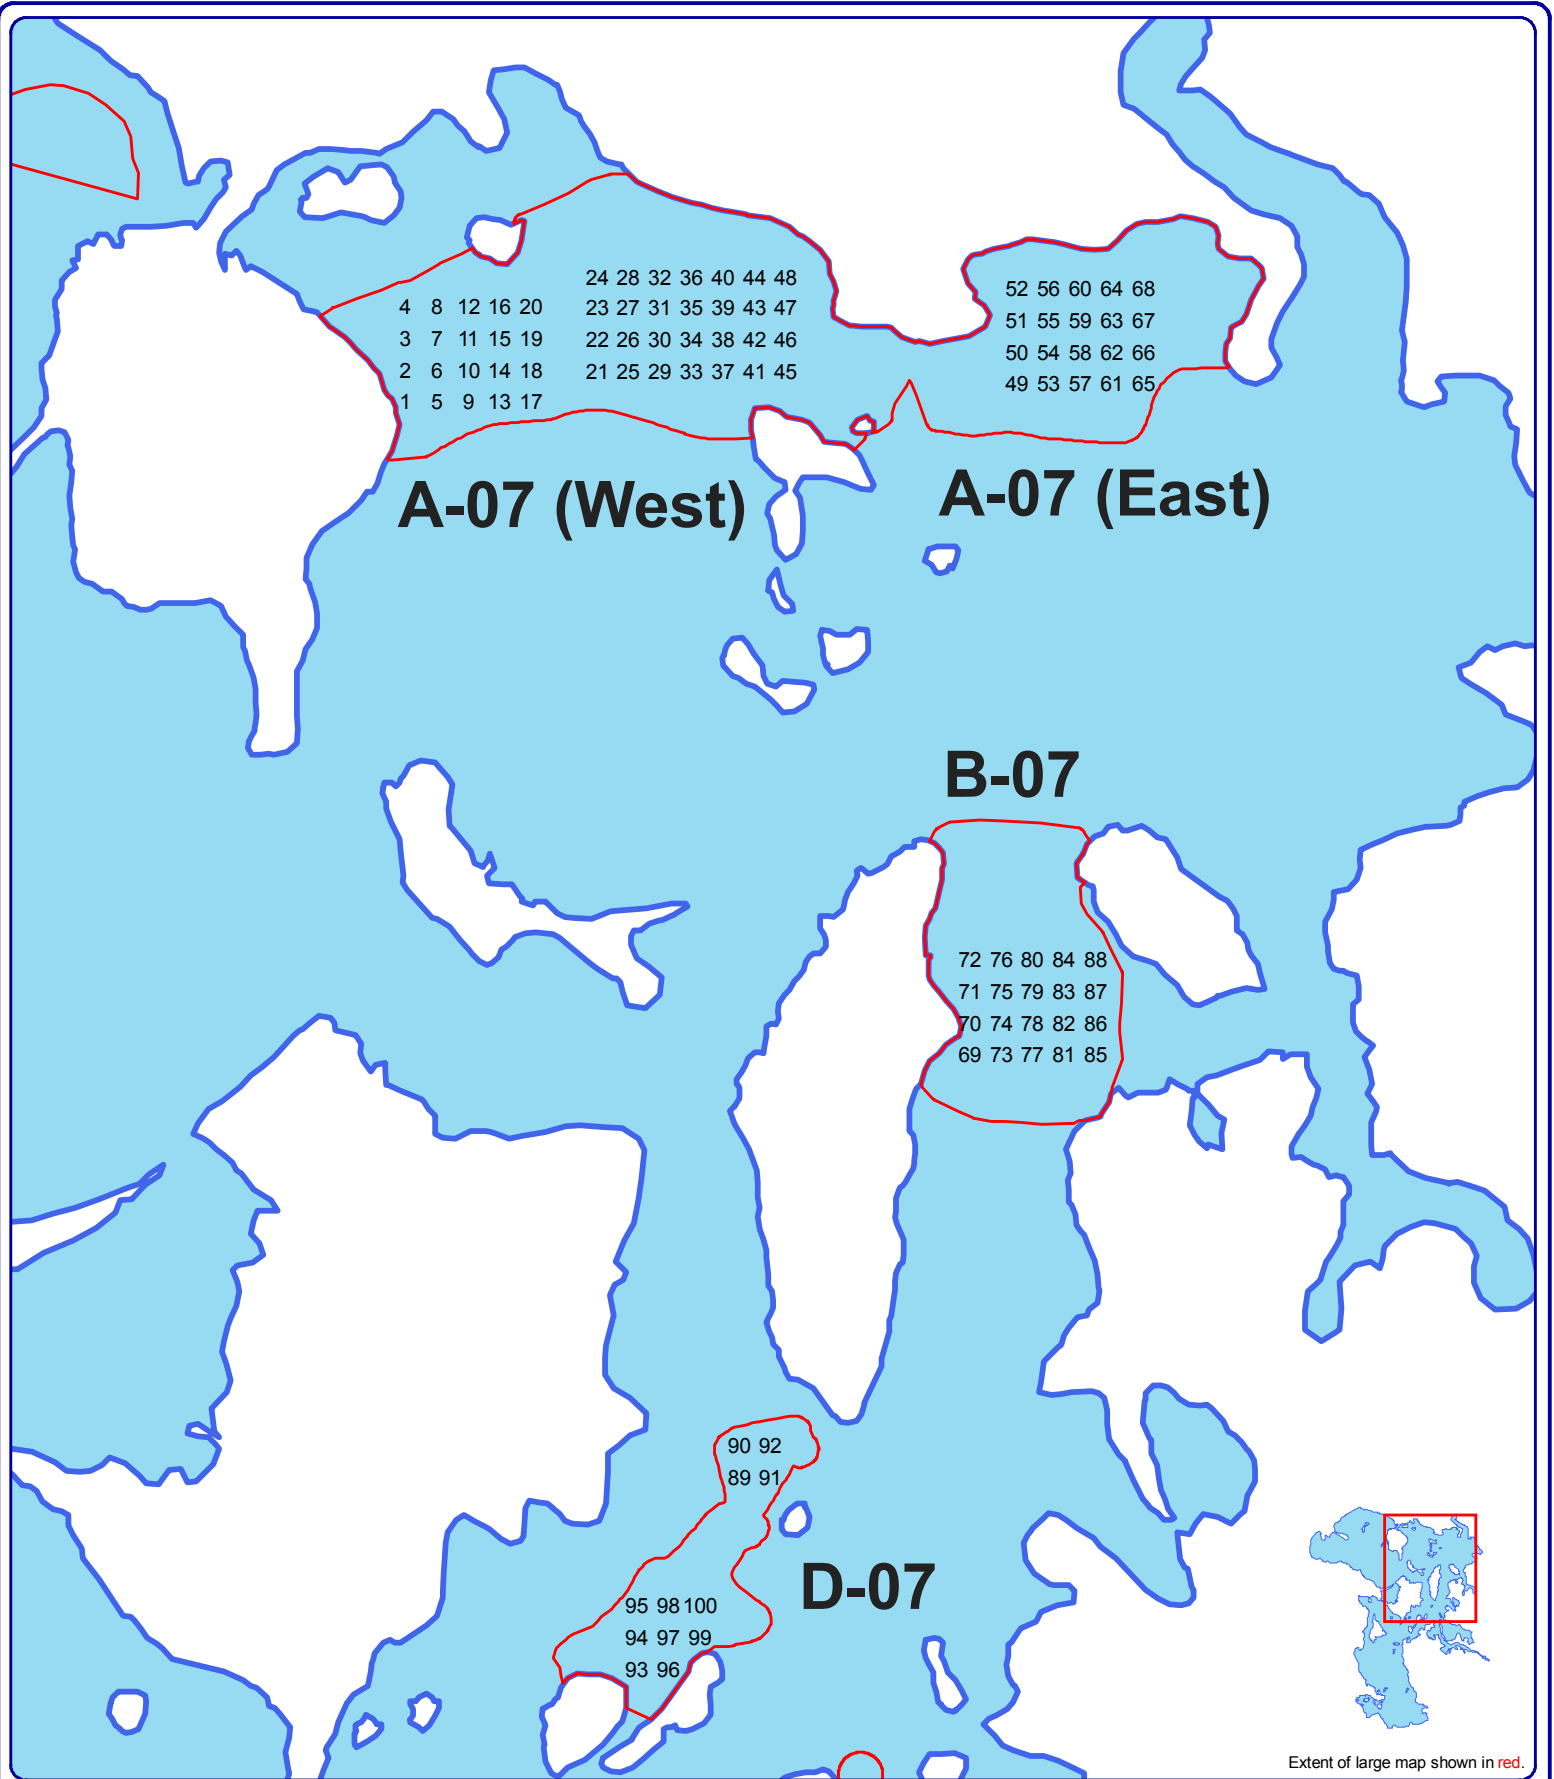 24 28 32 36 40 44 48
23 27 31 35 39 43 47
22 26 30 34 38 42 46
21 25 29 33 37 41 45
4 8 12 16 20
3 7 11 15 19
2 6 10 14 18
1 5 9 13 17
52 56 60 64 68
51 55 59 63 67
50 54 58 62 66
49 53 57 61 65
A-07 (West)
A-07 (East)
B-07
72 76 80 84 88
71 75 79 83 87
70 74 78 82 86
69 73 77 81 85
90 92
89 91
D-07
95 98 100
94 97 99
93 96
Extent of large map shown in red.